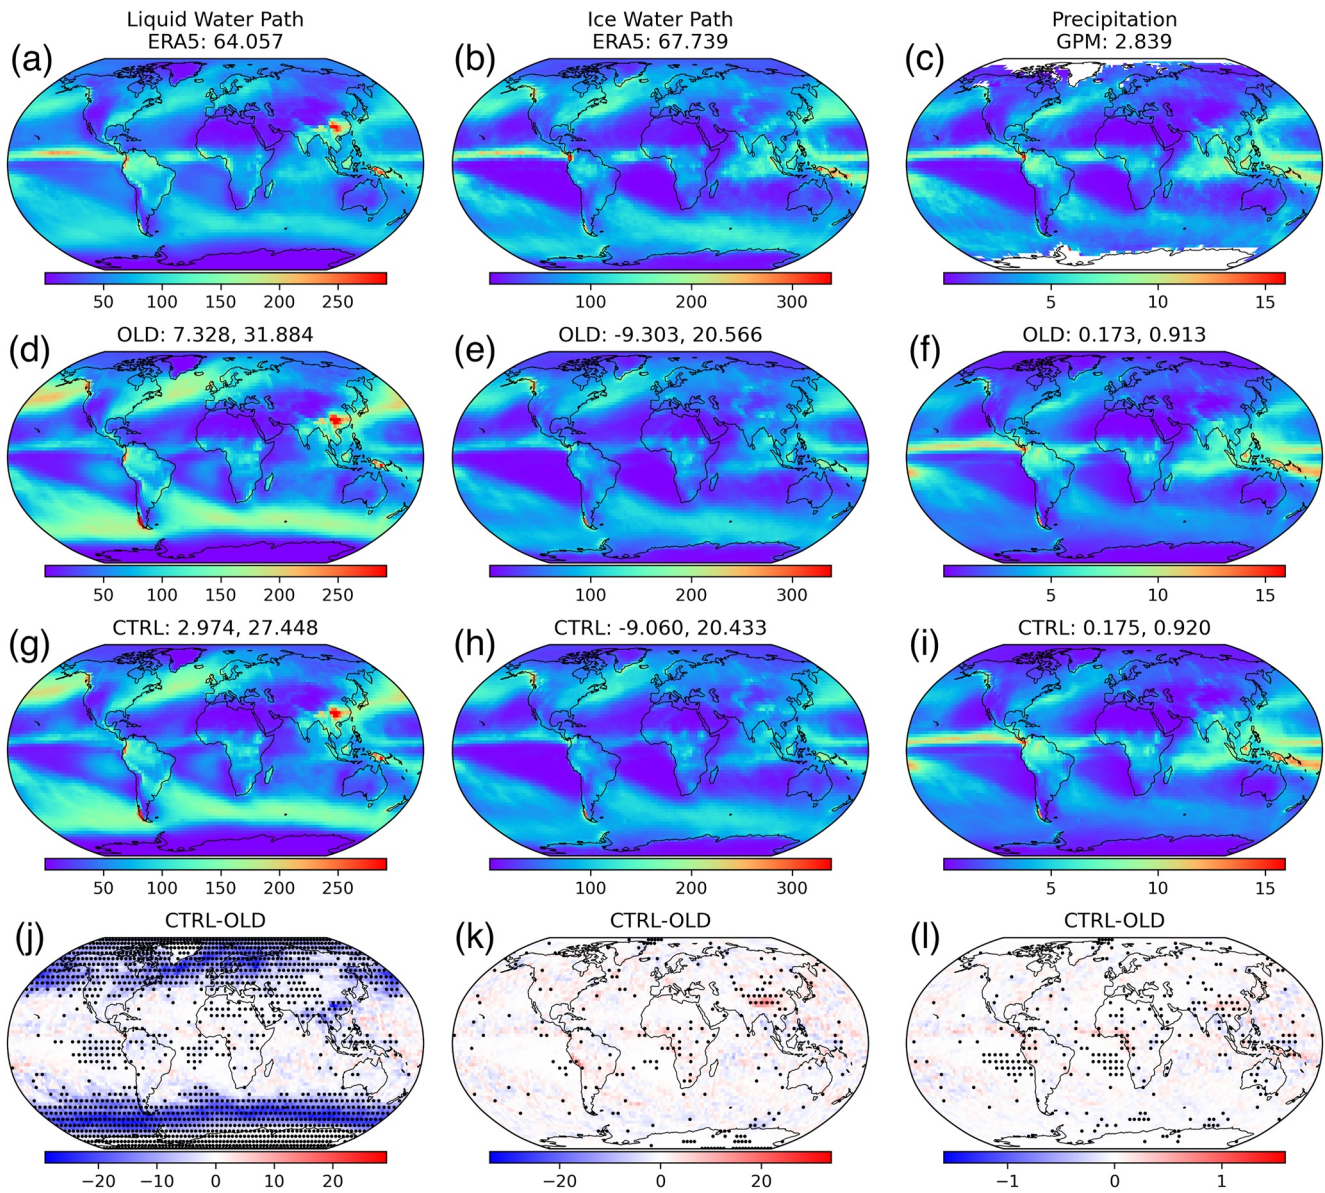 Liquid Water Path
ERA5: 64.057
Ice Water Path
ERA5: 67.739
Precipitation
GPM: 2.839
(a)
(b)
(c)
50 100 150 200 250
100 200 300
5 10 15
OLD: 7.328, 31.884
OLD: -9.303, 20.566
OLD: 0.173, 0.913
(d)
(e)
(f)
50 100 150 200 250
100 200 300
5 10 15
CTRL: 2.974, 27.448
CTRL: -9.060, 20.433
CTRL: 0.175, 0.920
(g)
(h)
(i)
50 100 150 200 250
100 200 300
5 10 15
CTRL-OLD
CTRL-OLD
CTRL-OLD
(j)
(k)
(l)
−20 −10 0 10 20
−20 0 20
−1 0 1